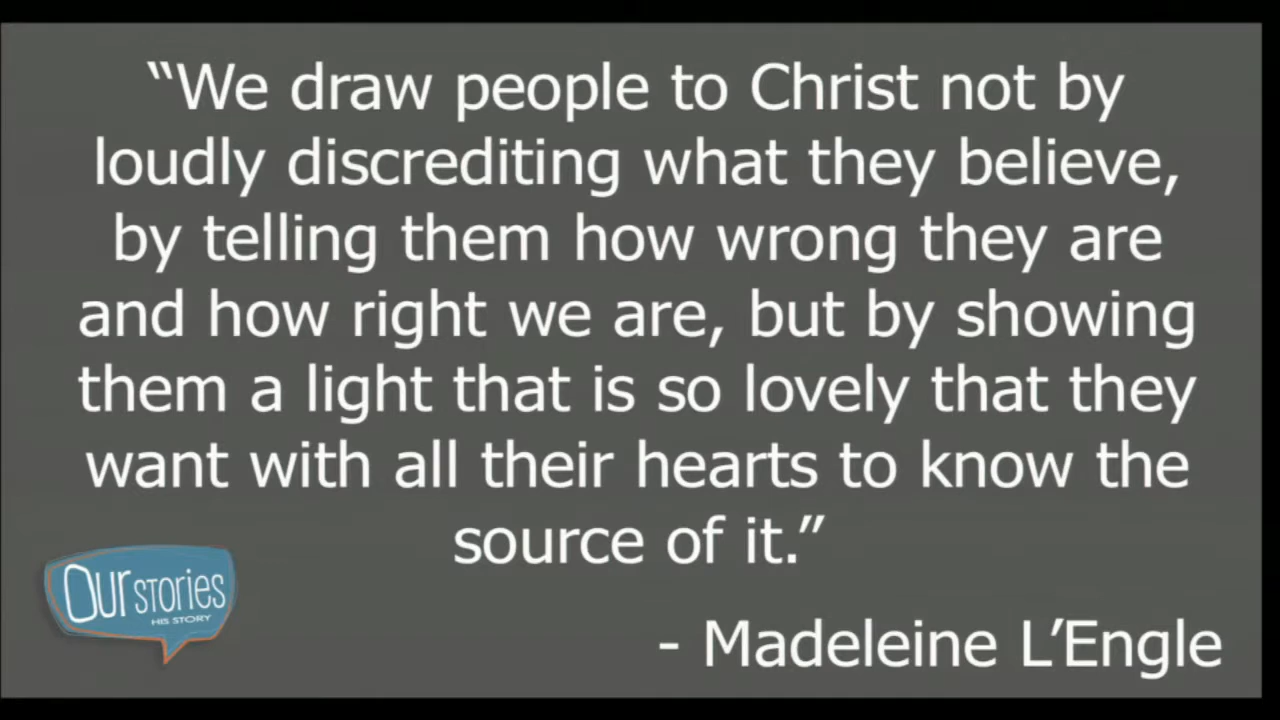 “We draw people to Christ not by
loudly discrediting what they believe,
by telling them how wrong they are
and how right we are, but by showing
them a light that is so lovely that they
want with all their hearts to know the
source of it.”
- Madeleine L’Engle
Our STORIES
HIS STORY